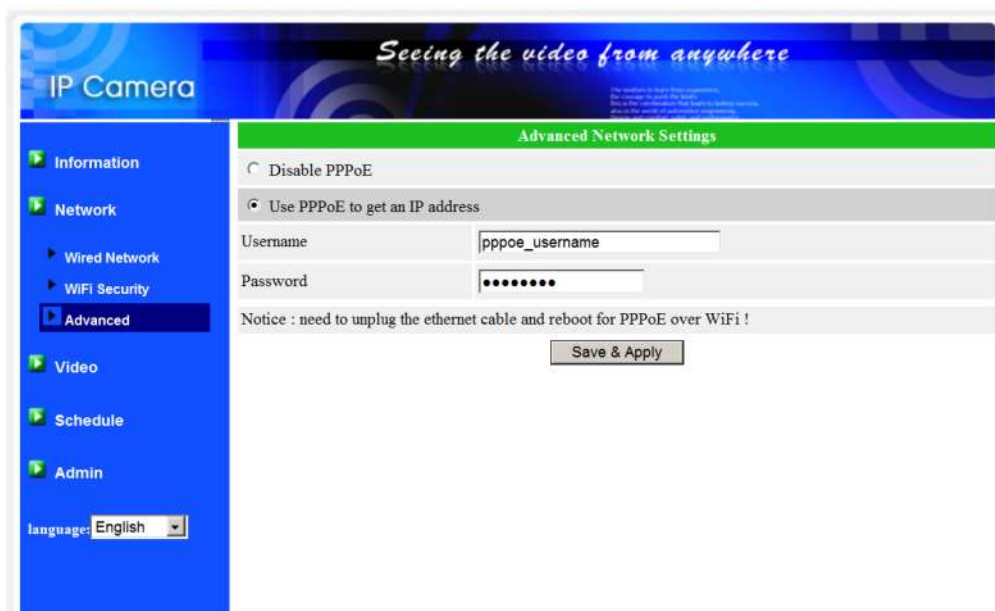 Seeing the video from anywhere
IP Camera
Advanced Network Settings
Information
Network
Wired Network
WiFi Security
Advanced
Video
Schedule
Admin
language: English
Disable PPPoE
Use PPPoE to get an IP address
Username pppoe_username
Password ●●●●●●●●
Notice : need to unplug the ethernet cable and reboot for PPPoE over WiFi !
Save & Apply